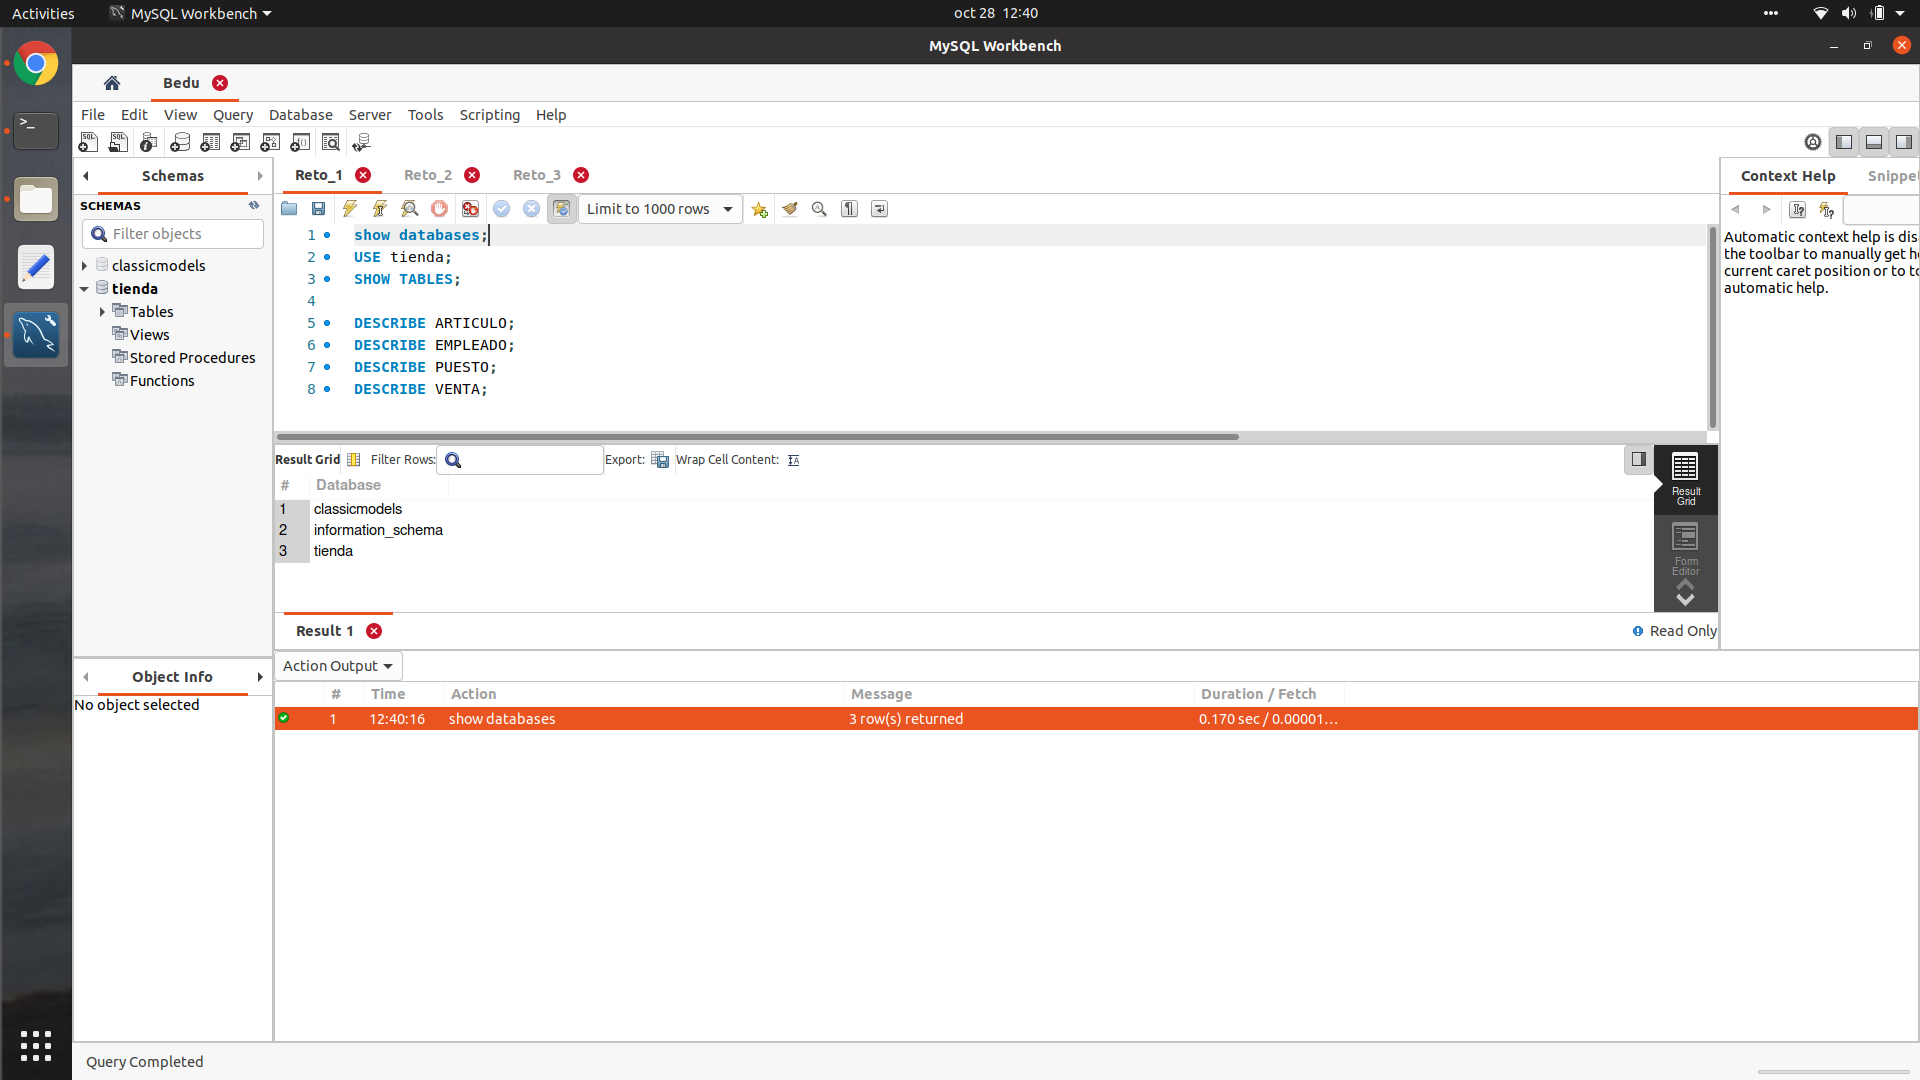 Activities MySQL Workbench oct 28 12:40
MySQL Workbench
Bedu
File Edit View Query Database Server Tools Scripting Help
Schemas
SCHEMAS
Filter objects
classicmodels
tienda
Tables
Views
Stored Procedures
Functions
Reto_1 Reto_2 Reto_3
Limit to 1000 rows
1 show databases;
2 USE tienda;
3 SHOW TABLES;
4
5 DESCRIBE ARTICULO;
6 DESCRIBE EMPLEADO;
7 DESCRIBE PUESTO;
8 DESCRIBE VENTA;
Context Help Snippet
Automatic context help is dis
the toolbar to manually get h
current caret position or to to
automatic help.
Result Grid Filter Rows: Export: Wrap Cell Content:
# Database
1 classicmodels
2 information_schema
3 tienda
Result
Grid
Form
Editor
Result 1 Read Only
Object Info
No object selected
Action Output
# Time Action Message Duration / Fetch
1 12:40:16 show databases 3 row(s) returned 0.170 sec / 0.00001…
Query Completed